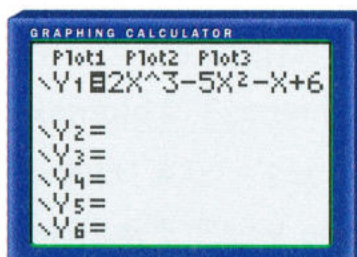 GRAPHING CALCULATOR
Plot1 Plot2 Plot3
\Y1=2X^3-5X²-X+6
\Y2=
\Y3=
\Y4=
\Y5=
\Y6=